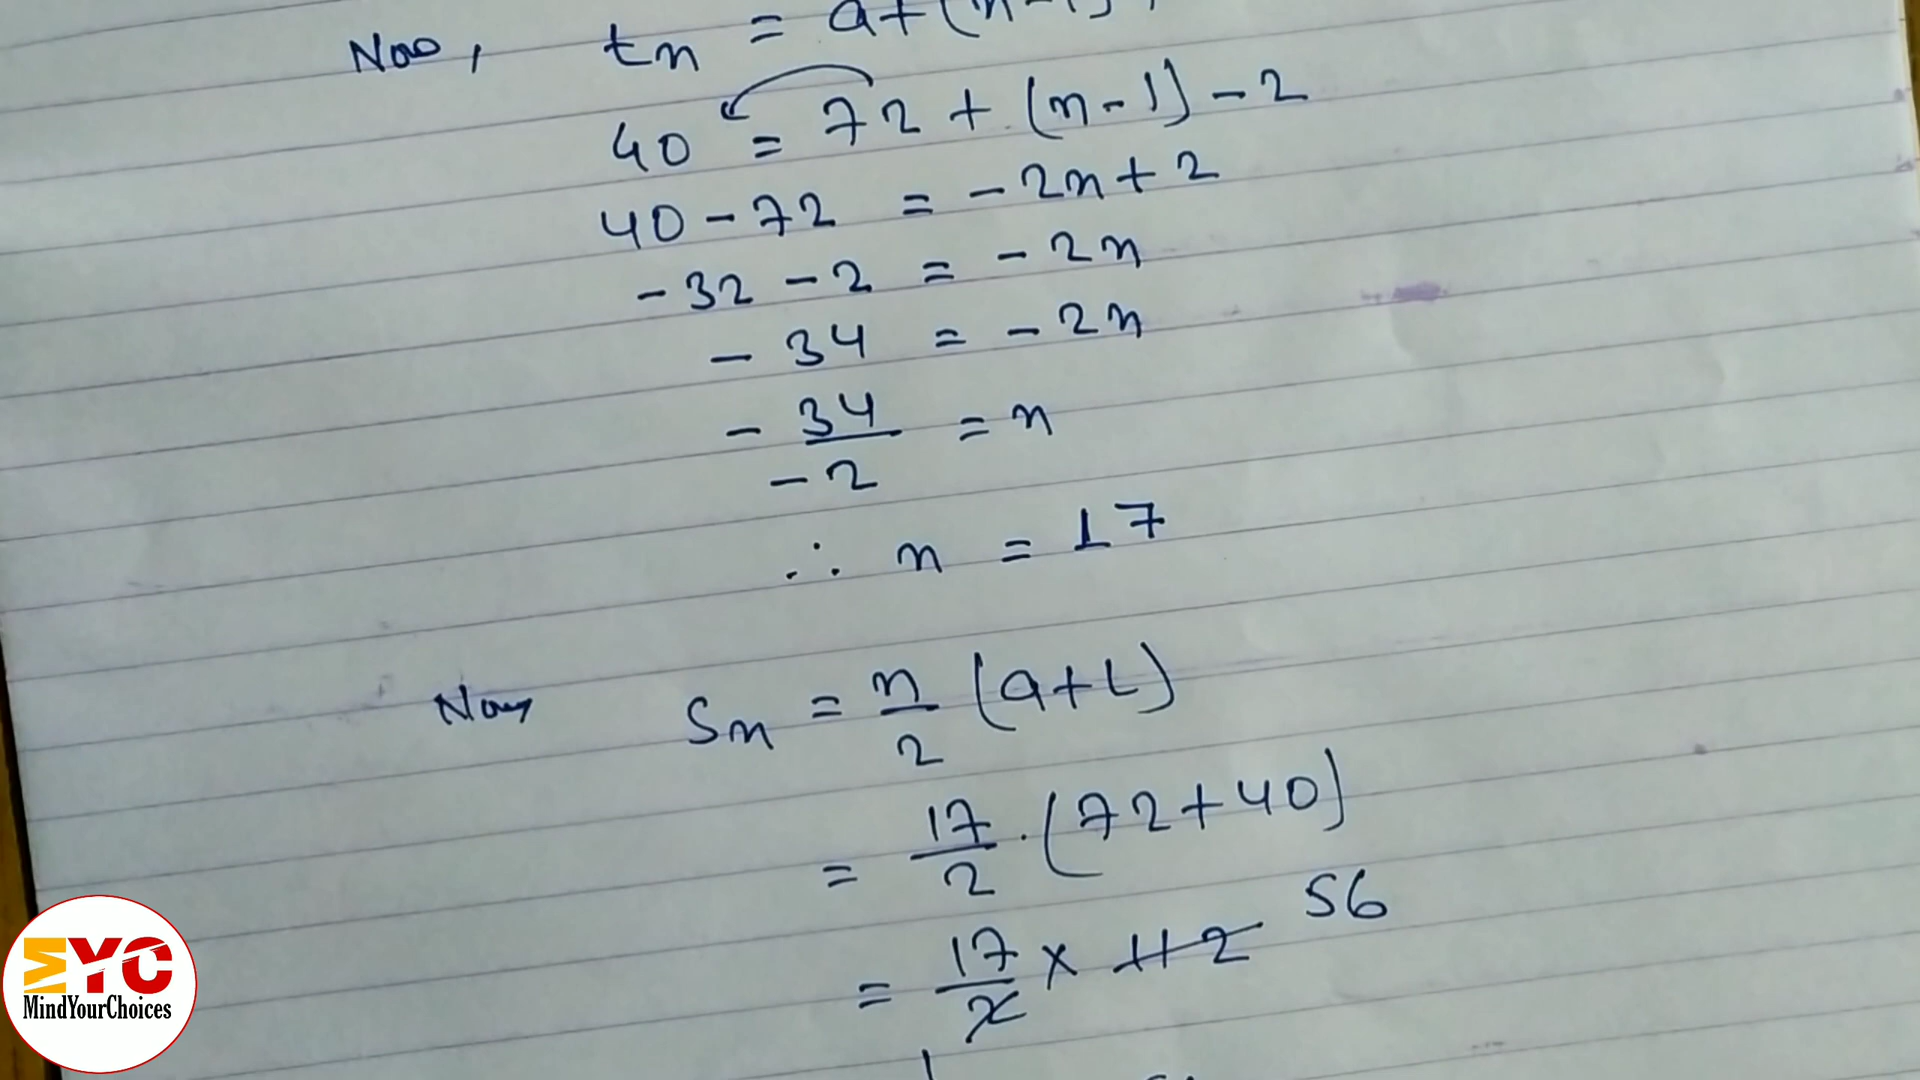 Now, tn = a+(n-1)
40 = 72 + (n-1) - 2
40 - 72 = - 2n + 2
- 32 - 2 = - 2n
- 34 = - 2n
- 34/-2 = n
∴ n = 17
Now Sn = n/2 (a+L)
= 17/2 . (72+40)
= 17/2 × 112 56
MYC
MindYourChoices